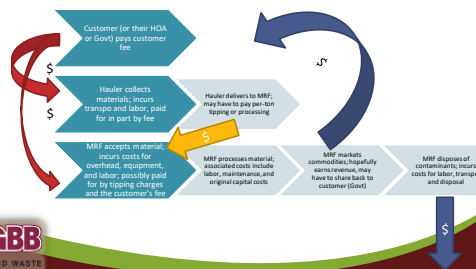 Customer (or their HOA
or Govt) pays customer
fee
$
$
$
Hauler collects
materials; incurs
transpo and labor, paid
for in part by fee
Hauler delivers to MRF;
may have to pay per-ton
tipping or processing
$
MRF accepts material;
incurs costs for
overhead, equipment,
and labor; possibly paid
for by tipping charges
and the customer's fee
MRF processes material;
associated costs include
labor, maintenance, and
original capital costs
MRF markets
commodities; hopefully
earns revenue, may
have to share back to
customer (Govt)
MRF disposes of
contaminants; incurs
costs for labor, transpo
and disposal
$
GBB
D WASTE